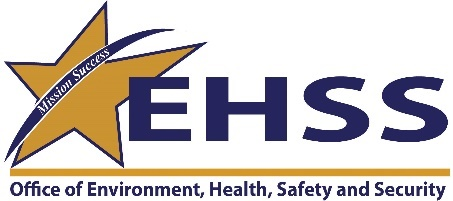 Mission Success
EHSS
Office of Environment, Health, Safety and Security